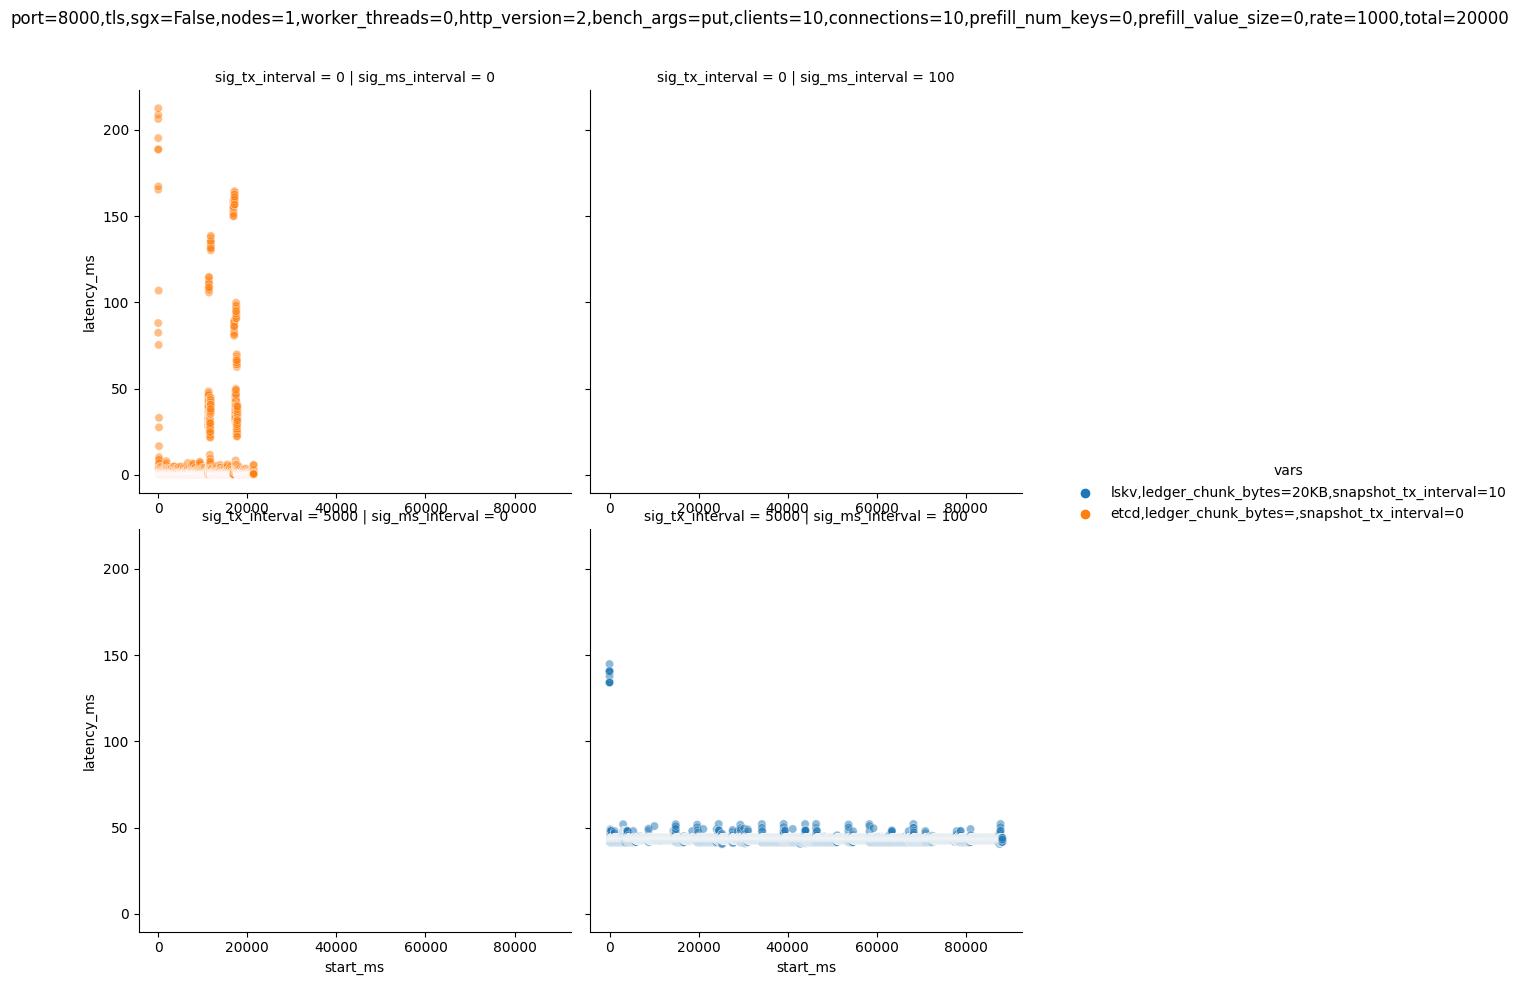 port=8000,tls,sgx=False,nodes=1,worker_threads=0,http_version=2,bench_args=put,clients=10,connections=10,prefill_num_keys=0,prefill_value_size=0,rate=1000,total=20000
sig_tx_interval = 0 | sig_ms_interval = 0
sig_tx_interval = 0 | sig_ms_interval = 100
200
150
100
50
0
latency_ms
0 20000 40000 60000 80000
0 20000 40000 60000 80000
vars
lskv,ledger_chunk_bytes=20KB,snapshot_tx_interval=10
etcd,ledger_chunk_bytes=,snapshot_tx_interval=0
sig_tx_interval = 5000 | sig_ms_interval = 0
sig_tx_interval = 5000 | sig_ms_interval = 100
200
150
100
50
0
latency_ms
0 20000 40000 60000 80000
0 20000 40000 60000 80000
start_ms
start_ms